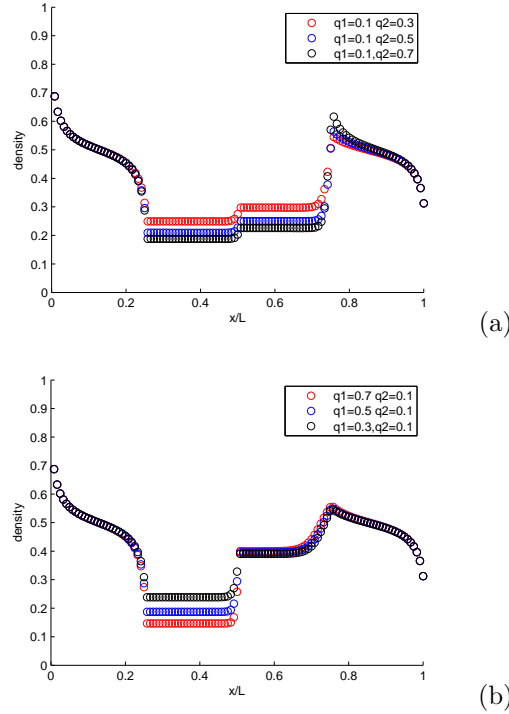 1
0.9
0.8
0.7
0.6
0.5
0.4
0.3
0.2
0.1
0
density
q1=0.1 q2=0.3
q1=0.1 q2=0.5
q1=0.1,q2=0.7
0 0.2 0.4 0.6 0.8 1
x/L
(a)
1
0.9
0.8
0.7
0.6
0.5
0.4
0.3
0.2
0.1
0
density
q1=0.7 q2=0.1
q1=0.5 q2=0.1
q1=0.3,q2=0.1
0 0.2 0.4 0.6 0.8 1
x/L
(b)